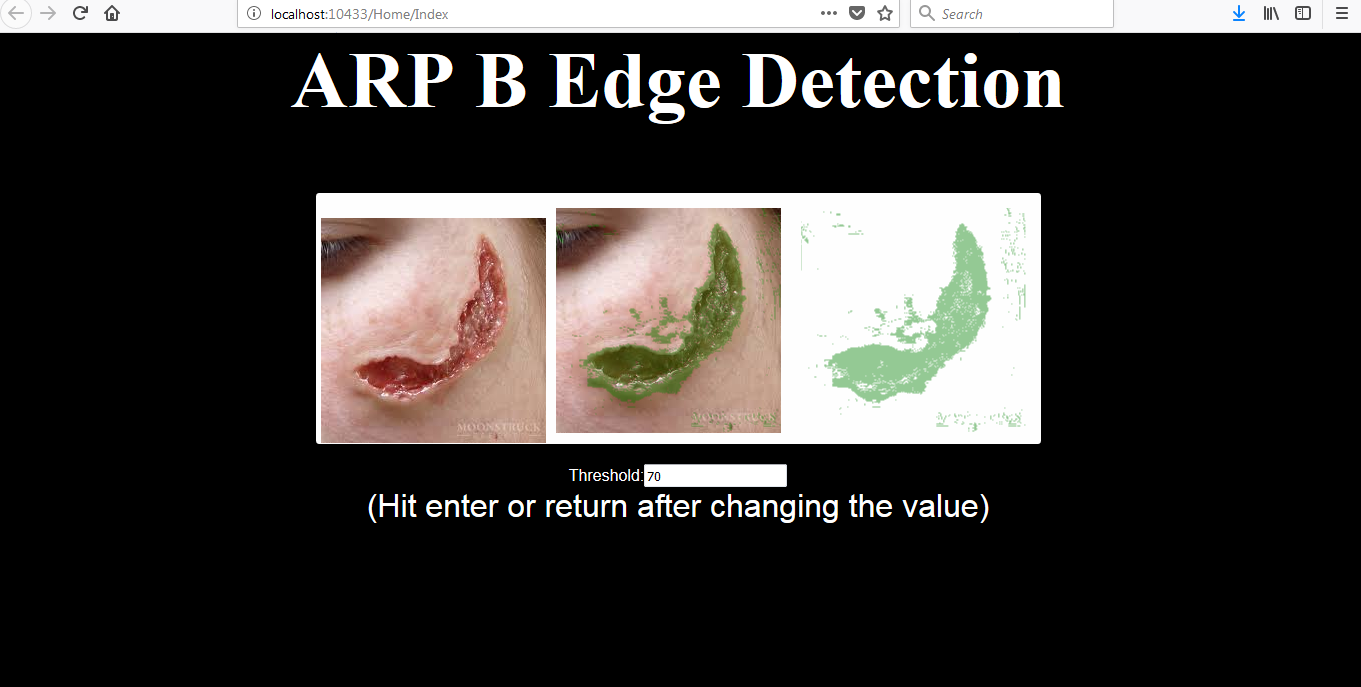 localhost:10433/Home/Index
Search
ARP B Edge Detection
MOONSTRUCK
MOONSTRUCK
Threshold:70
(Hit enter or return after changing the value)